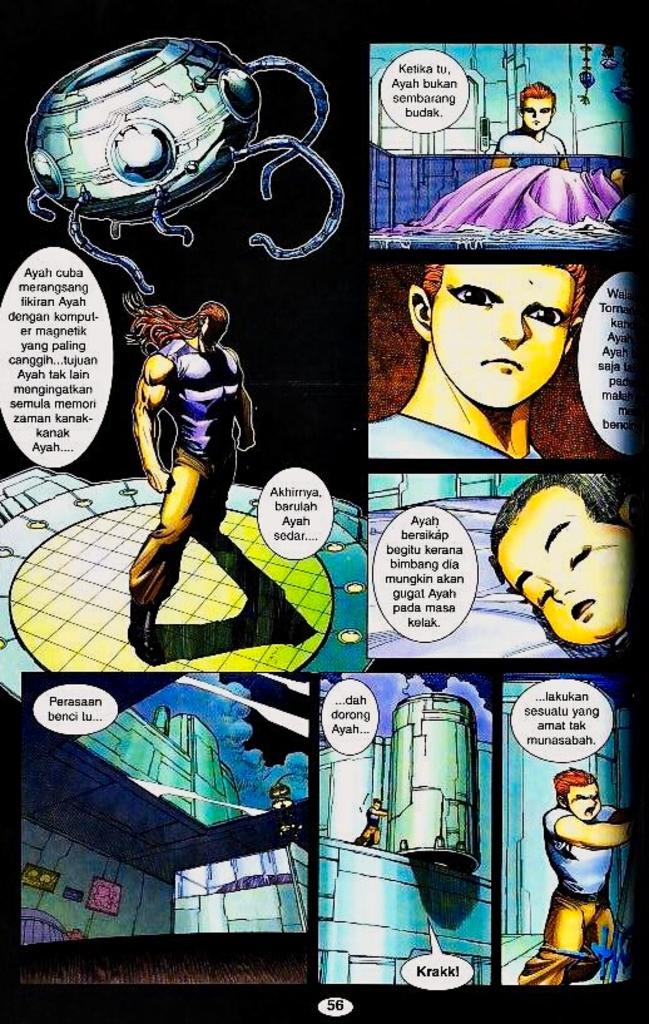 Ayah cuba
merangsang
fikiran Ayah
dengan komput-
er magnetik
yang paling
canggih...tujuan
Ayah tak lain
mengingatkan
semula memori
zaman kanak-
kanak
Ayah....
Akhirnya,
barulah
Ayah
sedar....
Ketika tu,
Ayah bukan
sembarang
budak.
Ayah
Ayah
saja
Ayah
bersikap
begitu kerana
bimbang dia
mungkin akan
gugat Ayah
pada masa
kelak.
Perasaan
benci tu...
...dah
dorong
Ayah...
Krakk!
...lakukan
sesuatu yang
amat tak
munasabah.
56